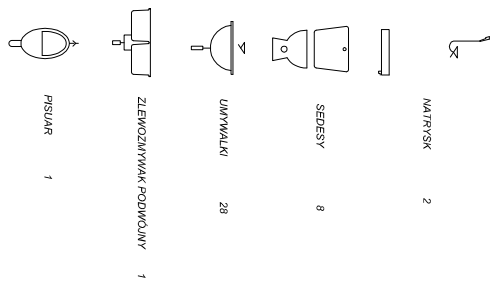 NATRYSK 2
SEDESY 8
UMYWALKI 28
ZLEWOZMYWAK PODWÓJNY 1
PISUAR 1